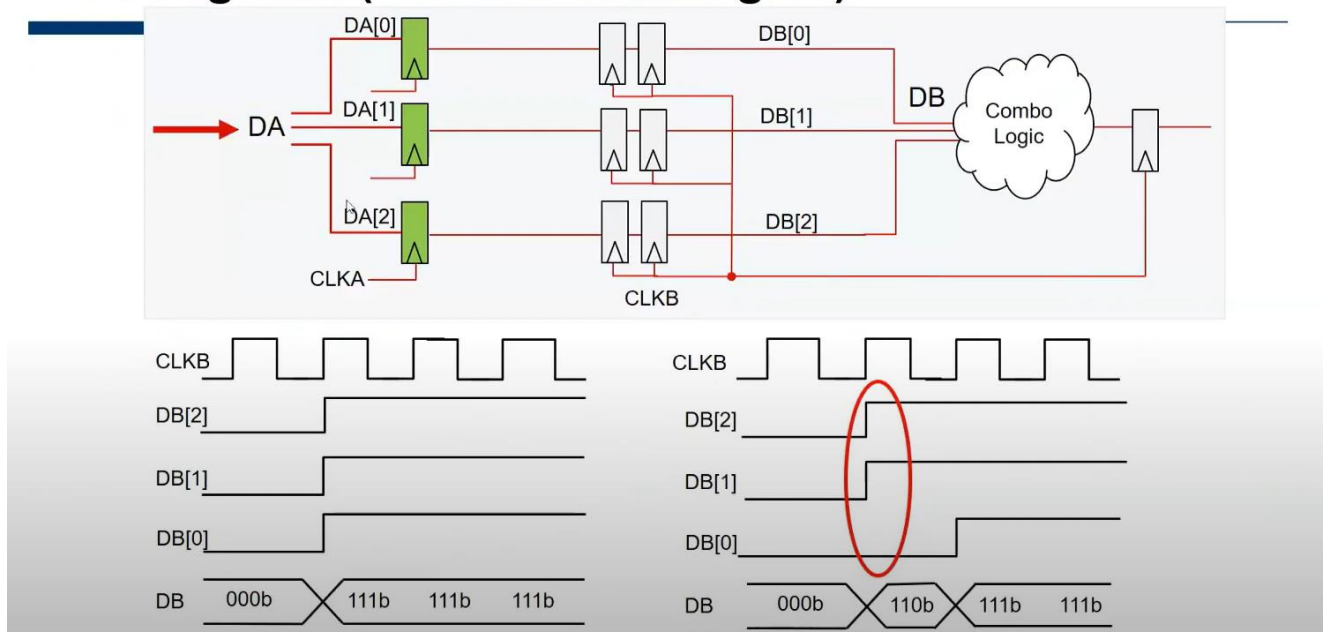 DA[0]
DB[0]
DA[1]
DB[1]
DB
Combo
Logic
DA
DA[2]
DB[2]
CLKA
CLKB
CLKB
DB[2]
DB[1]
DB[0]
DB 000b 111b 111b 111b
CLKB
DB[2]
DB[1]
DB[0]
DB 000b 110b 111b 111b